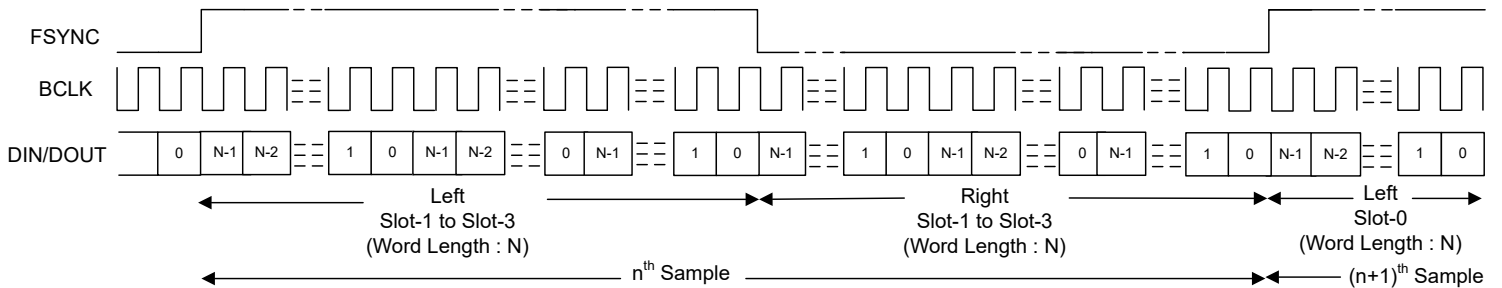 FSYNC
BCLK
DIN/DOUT 0 N-1 N-2 1 0 N-1 N-2 0 N-1 1 0 N-1 1 0 N-1 N-2 0 N-1 1 0 N-1 N-2 1 0
Left
Slot-1 to Slot-3
(Word Length : N)
Right
Slot-1 to Slot-3
(Word Length : N)
Left
Slot-0
(Word Length : N)
nth Sample
(n+1)th Sample